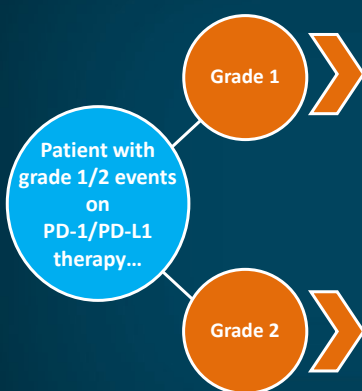 Grade 1
Patient with
grade 1/2 events
on
PD-1/PD-L1
therapy…
Grade 2